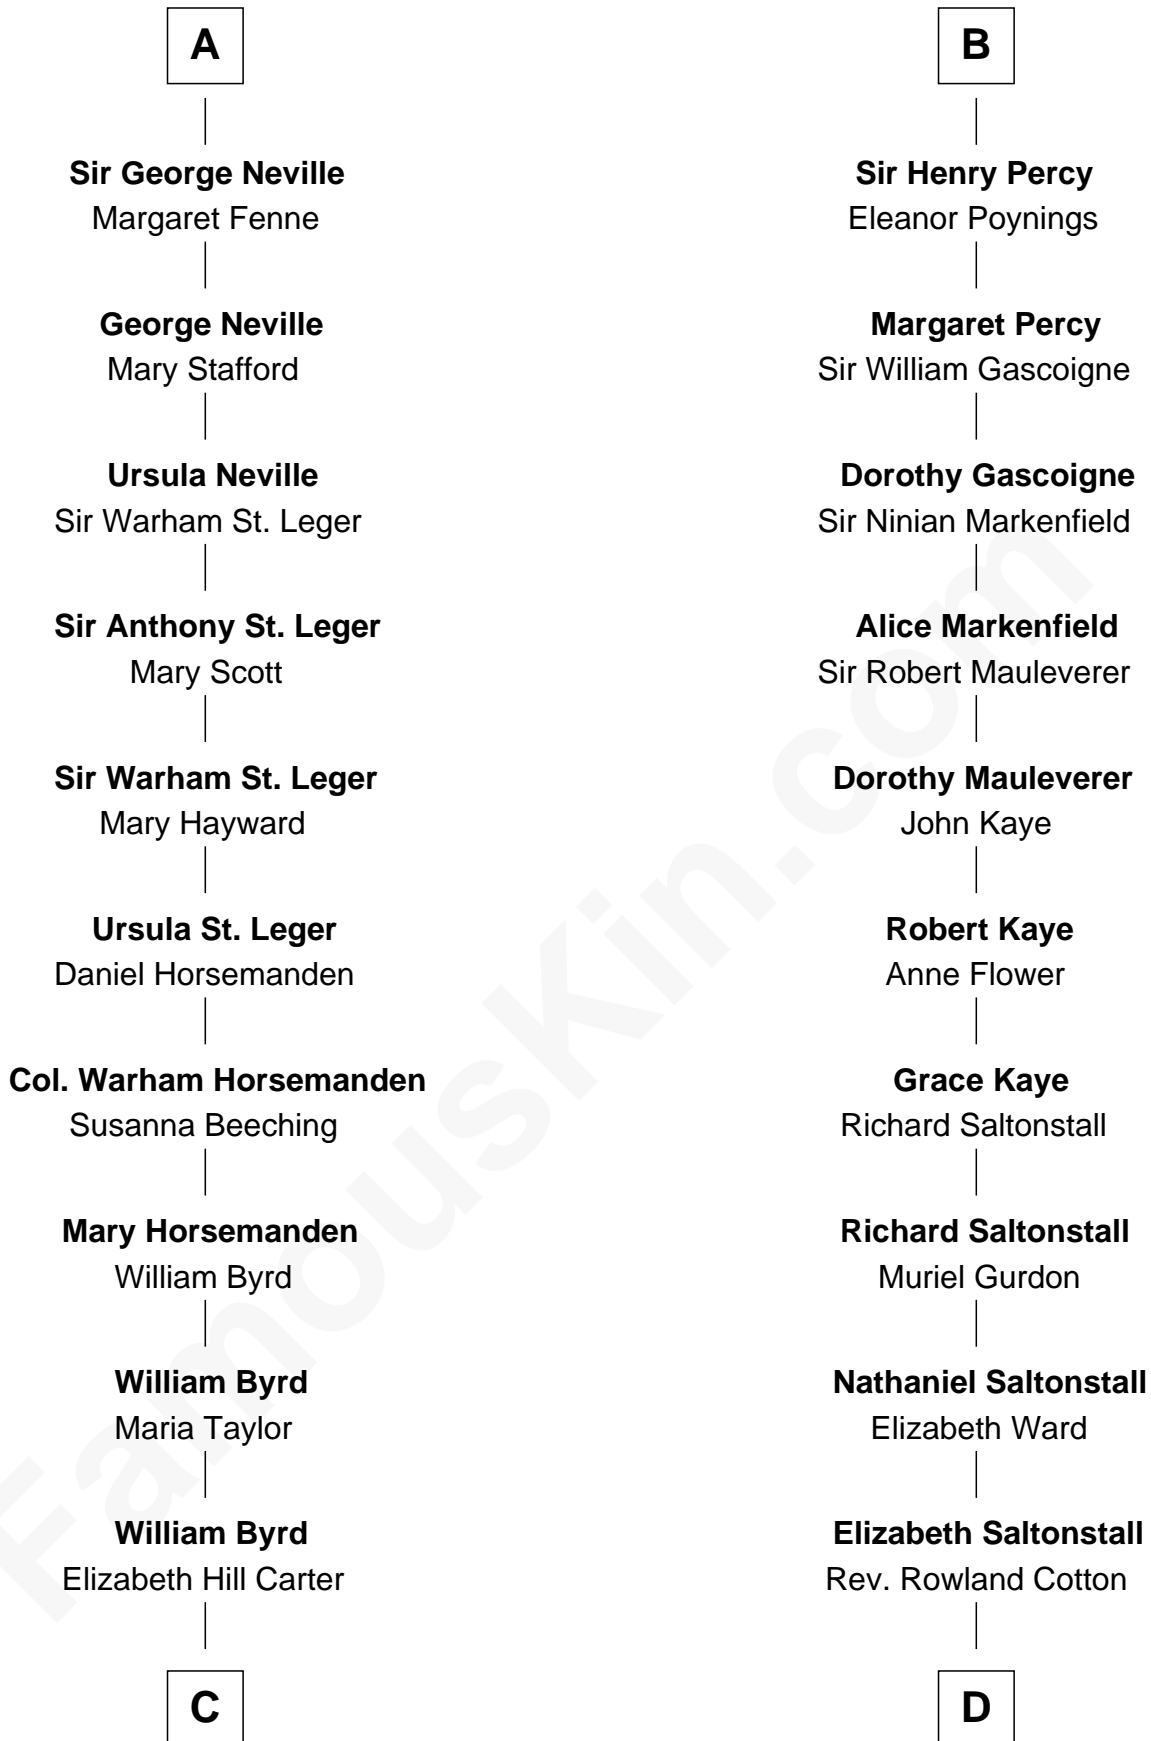 A
Sir George Neville
Margaret Fenne
George Neville
Mary Stafford
Ursula Neville
Sir Warham St. Leger
Sir Anthony St. Leger
Mary Scott
Sir Warham St. Leger
Mary Hayward
Ursula St. Leger
Daniel Horsemanden
Col. Warham Horsemanden
Susanna Beeching
Mary Horsemanden
William Byrd
William Byrd
Maria Taylor
William Byrd
Elizabeth Hill Carter
C
B
Sir Henry Percy
Eleanor Poynings
Margaret Percy
Sir William Gascoigne
Dorothy Gascoigne
Sir Ninian Markenfield
Alice Markenfield
Sir Robert Mauleverer
Dorothy Mauleverer
John Kaye
Robert Kaye
Anne Flower
Grace Kaye
Richard Saltonstall
Richard Saltonstall
Muriel Gurdon
Nathaniel Saltonstall
Elizabeth Ward
Elizabeth Saltonstall
Rev. Rowland Cotton
D
FamousKin.com